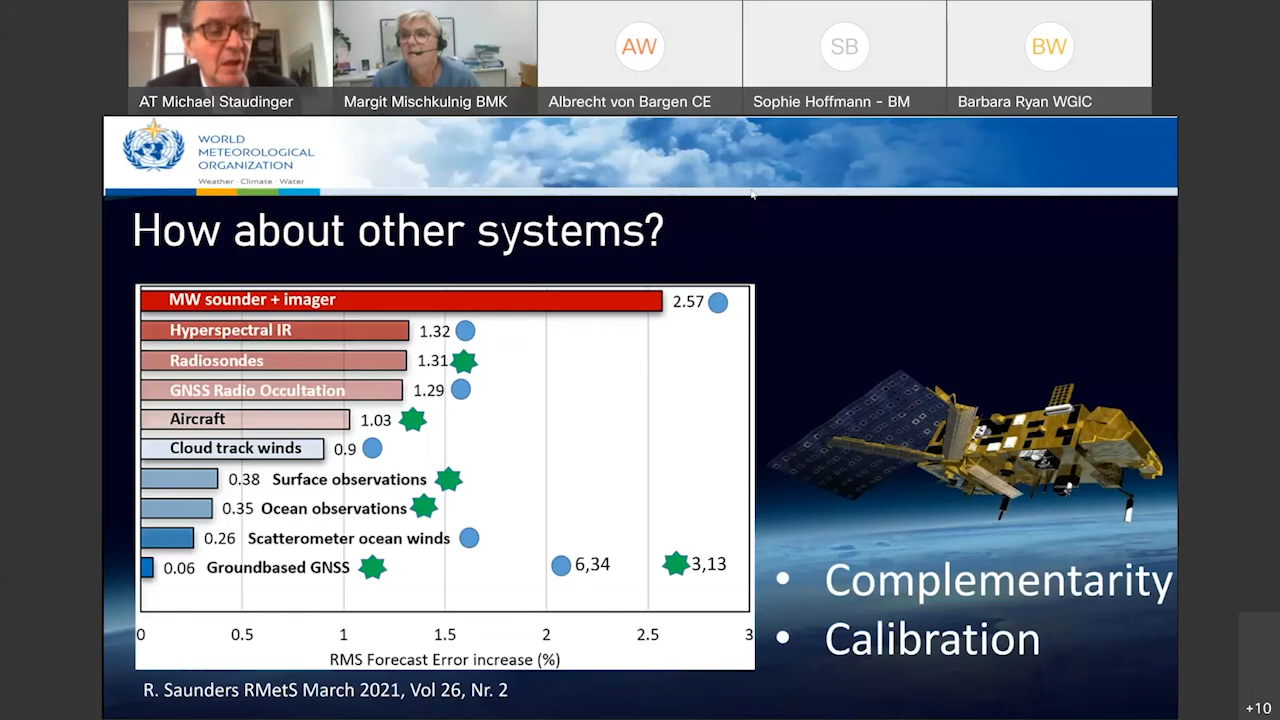 AW
SB
BW
AT Michael Staudinger
Margit Mischkulnig BMK
Albrecht von Bargen CE
Sophie Hoffmann - BM
Barbara Ryan WGIC
WORLD
METEOROLOGICAL
ORGANIZATION
Weather · Climate · Water
How about other systems?
MW sounder + imager 2.57
Hyperspectral IR 1.32
Radiosondes 1.31
GNSS Radio Occultation 1.29
Aircraft 1.03
Cloud track winds 0.9
0.38 Surface observations
0.35 Ocean observations
0.26 Scatterometer ocean winds
0.06 Groundbased GNSS 6,34 3,13
0 0.5 1 1.5 2 2.5 3
RMS Forecast Error increase (%)
R. Saunders RMetS March 2021, Vol 26, Nr. 2
• Complementarity
• Calibration
+10